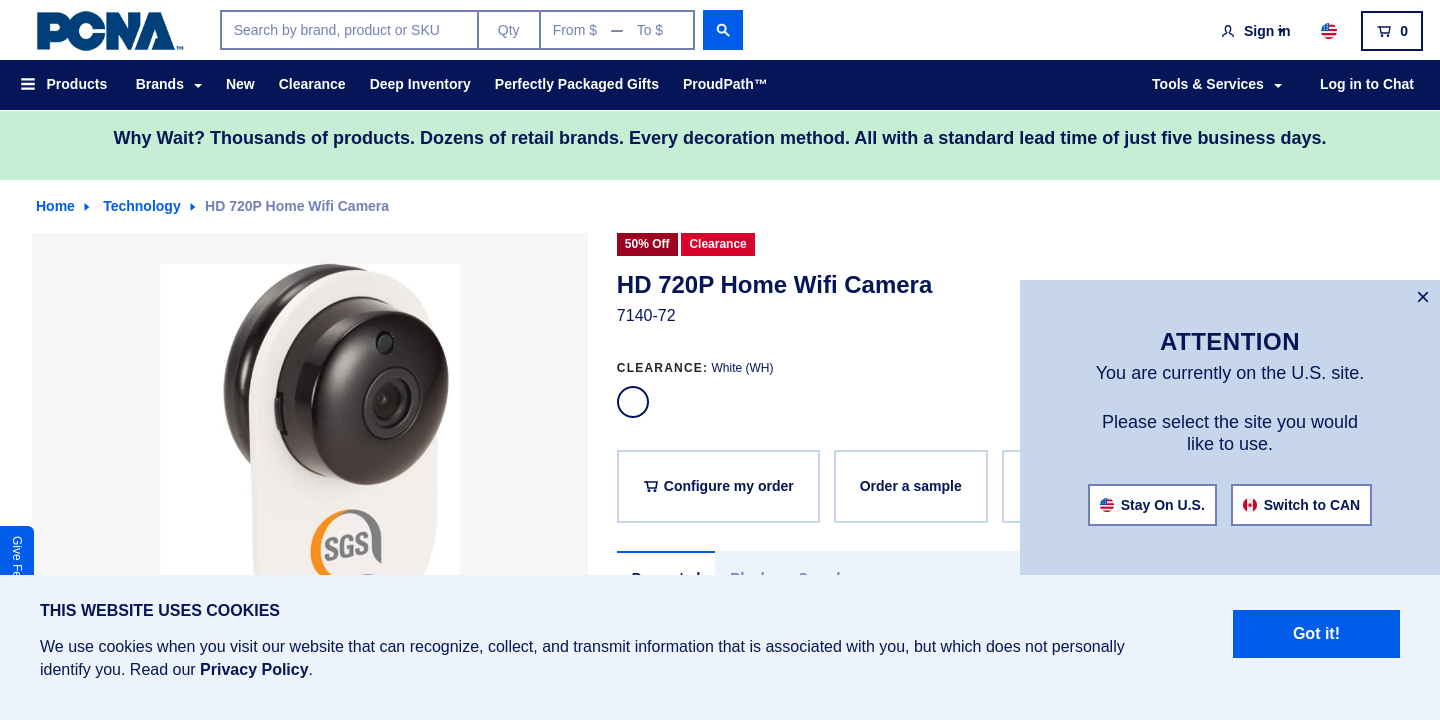 PCNA™
Search by brand, product or SKU
Qty
From $ — To $
Sign in
0
Products
Brands
New
Clearance
Deep Inventory
Perfectly Packaged Gifts
ProudPath™
Tools & Services
Log in to Chat
Why Wait? Thousands of products. Dozens of retail brands. Every decoration method. All with a standard lead time of just five business days.
Home
Technology
HD 720P Home Wifi Camera
50% Off
Clearance
HD 720P Home Wifi Camera
7140-72
CLEARANCE: White (WH)
Configure my order
Order a sample
SGS
×
ATTENTION
You are currently on the U.S. site.
Please select the site you would
like to use.
Stay On U.S.
Switch to CAN
Give
THIS WEBSITE USES COOKIES
We use cookies when you visit our website that can recognize, collect, and transmit information that is associated with you, but which does not personally
identify you. Read our Privacy Policy.
Got it!